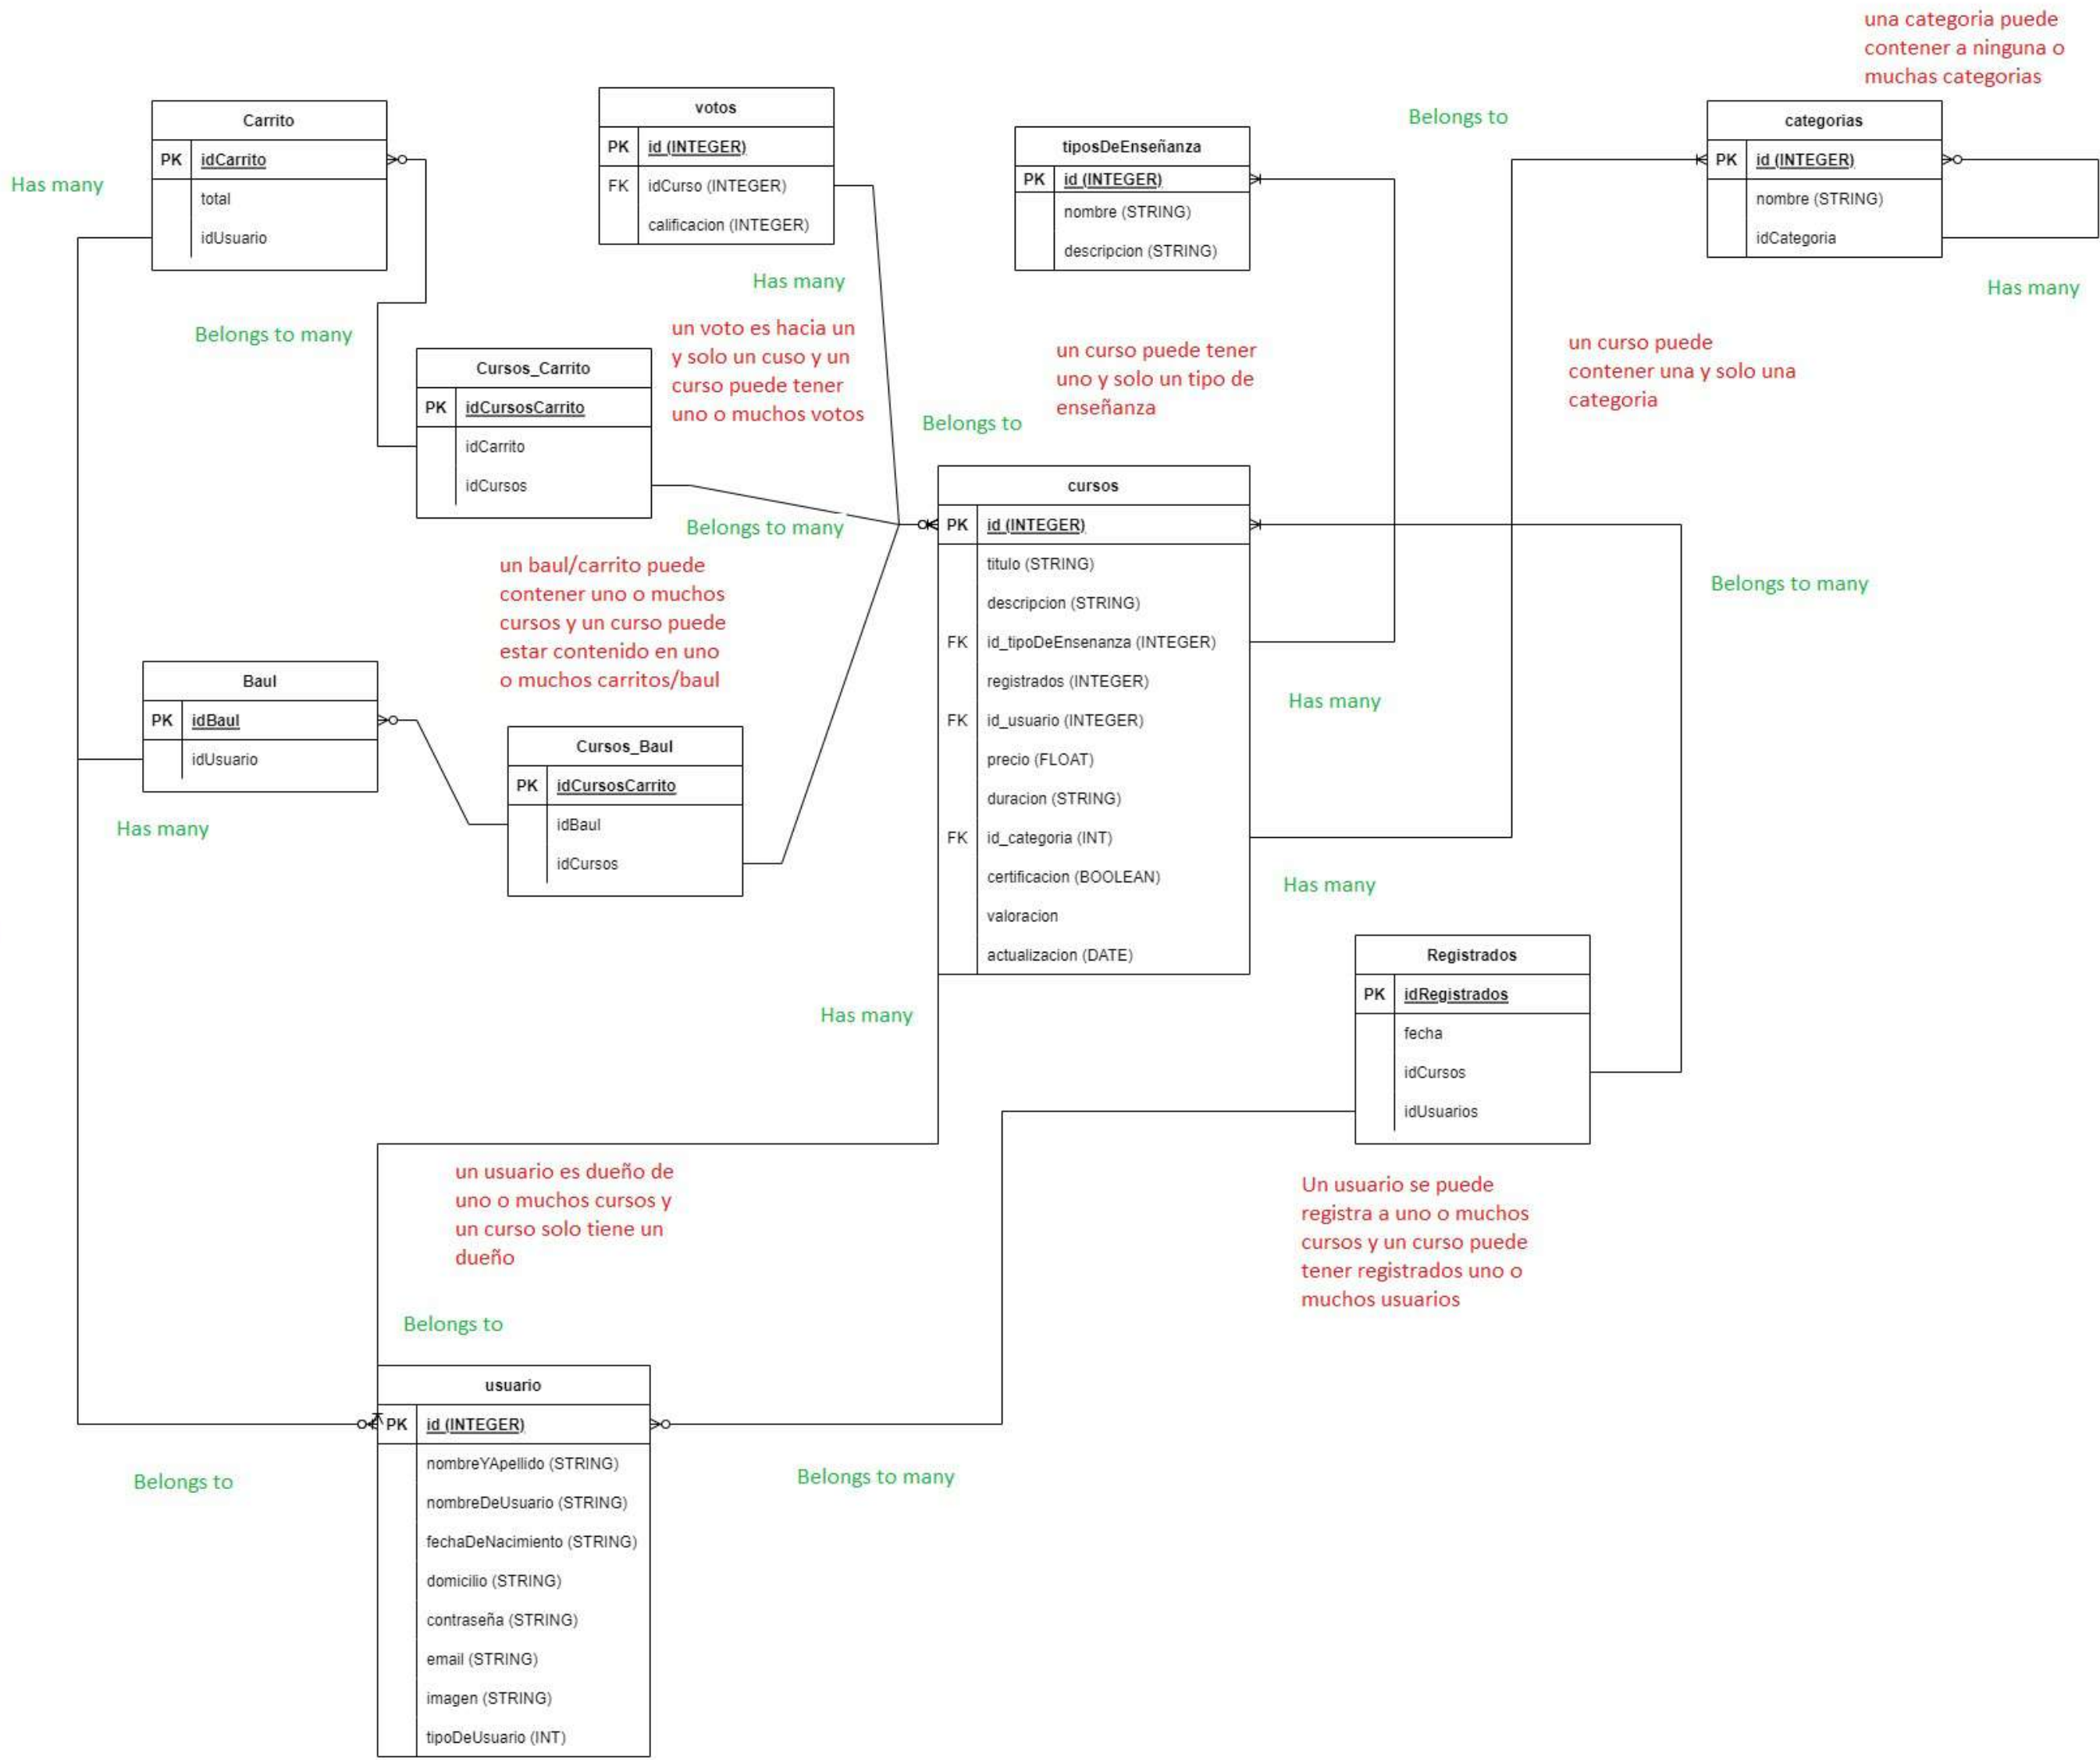 una categoria puede
contener a ninguna o
muchas categorias
Carrito
PK idCarrito
total
idUsuario
Has many
Belongs to many
votos
PK id (INTEGER)
FK idCurso (INTEGER)
calificacion (INTEGER)
Has many
un voto es hacia un
y solo un cuso y un
curso puede tener
uno o muchos votos
tiposDeEnseñanza
PK id (INTEGER)
nombre (STRING)
descripcion (STRING)
un curso puede tener
uno y solo un tipo de
enseñanza
Belongs to
Belongs to
categorias
PK id (INTEGER)
nombre (STRING)
idCategoria
Has many
un curso puede
contener una y solo una
categoria
Cursos_Carrito
PK idCursosCarrito
idCarrito
idCursos
Belongs to many
un baul/carrito puede
contener uno o muchos
cursos y un curso puede
estar contenido en uno
o muchos carritos/baul
cursos
PK id (INTEGER)
titulo (STRING)
descripcion (STRING)
FK id_tipoDeEnsenanza (INTEGER)
registrados (INTEGER)
FK id_usuario (INTEGER)
precio (FLOAT)
duracion (STRING)
FK id_categoria (INT)
certificacion (BOOLEAN)
valoracion
actualizacion (DATE)
Belongs to many
Has many
Has many
Baul
PK idBaul
idUsuario
Has many
Cursos_Baul
PK idCursosCarrito
idBaul
idCursos
Has many
Registrados
PK idRegistrados
fecha
idCursos
idUsuarios
un usuario es dueño de
uno o muchos cursos y
un curso solo tiene un
dueño
Un usuario se puede
registra a uno o muchos
cursos y un curso puede
tener registrados uno o
muchos usuarios
Belongs to
usuario
PK id (INTEGER)
nombreYApellido (STRING)
nombreDeUsuario (STRING)
fechaDeNacimiento (STRING)
domicilio (STRING)
contraseña (STRING)
email (STRING)
imagen (STRING)
tipoDeUsuario (INT)
Belongs to
Belongs to many